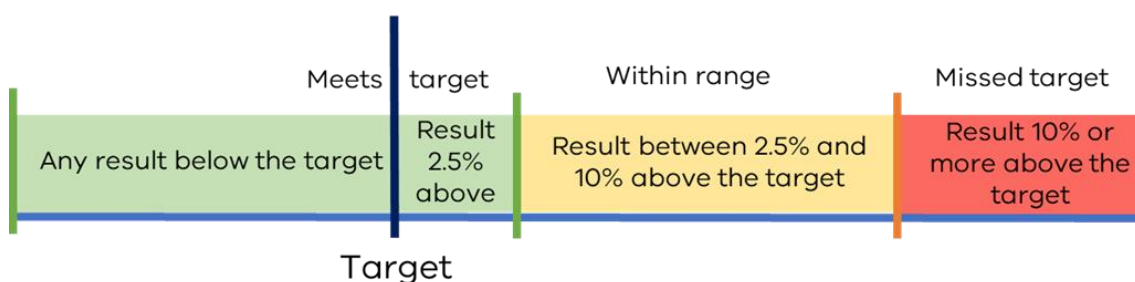 Meets target
Within range
Missed target
Any result below the target
Result
2.5%
above
Result between 2.5% and
10% above the target
Result 10% or
more above the
target
Target